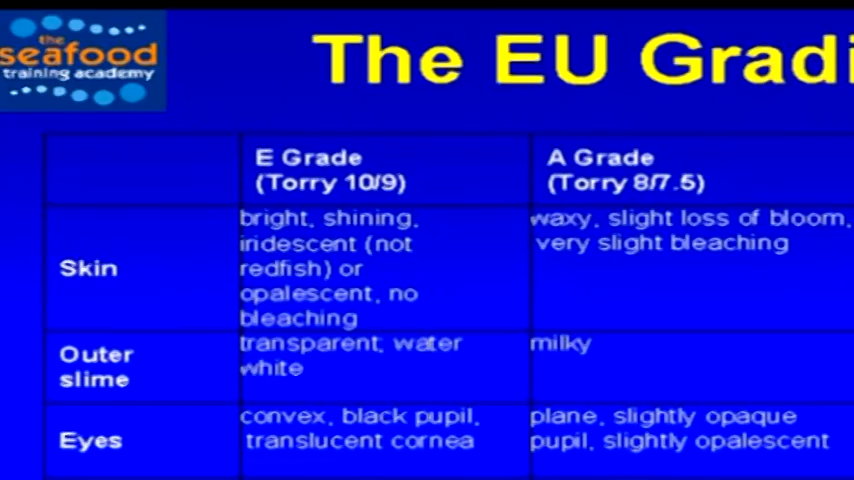 the
seafood
training academy
The EU Gradi
E Grade
(Torry 10/9)
A Grade
(Torry 8/7.5)
Skin
bright, shining,
iridescent (not
redfish) or
opalescent, no
bleaching
waxy, slight loss of bloom,
very slight bleaching
Outer
slime
transparent; water
white
milky
Eyes
convex, black pupil,
translucent cornea
plane, slightly opaque
pupil, slightly opalescent